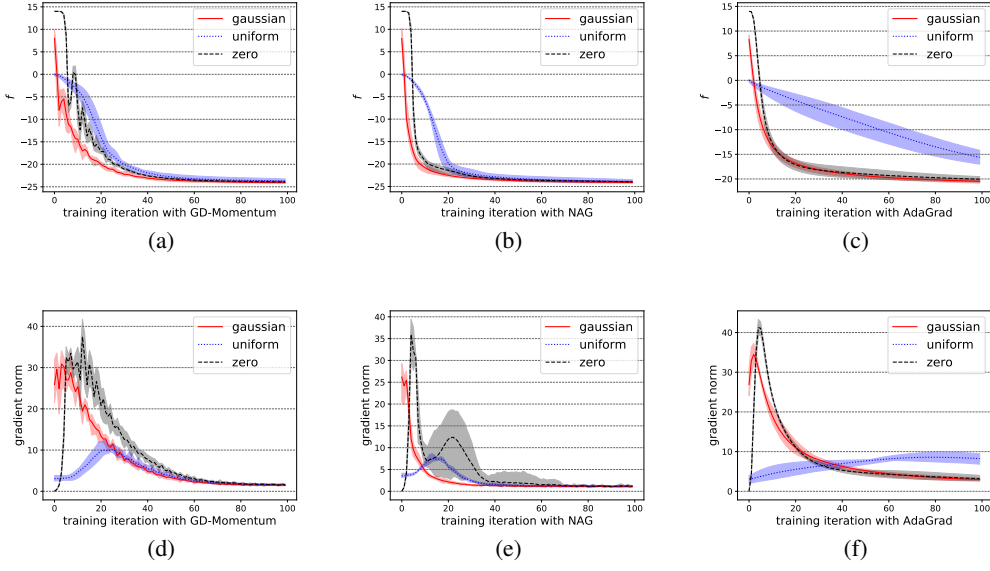 15
10
5
0
−5
−10
−15
−20
−25
f
gaussian
uniform
zero
0 20 40 60 80 100
training iteration with GD-Momentum
(a)
15
10
5
0
−5
−10
−15
−20
−25
f
gaussian
uniform
zero
0 20 40 60 80 100
training iteration with NAG
(b)
15
10
5
0
−5
−10
−15
−20
f
gaussian
uniform
zero
0 20 40 60 80 100
training iteration with AdaGrad
(c)
40
30
20
10
0
gradient norm
gaussian
uniform
zero
0 20 40 60 80 100
training iteration with GD-Momentum
(d)
40
35
30
25
20
15
10
5
0
gradient norm
gaussian
uniform
zero
0 20 40 60 80 100
training iteration with NAG
(e)
40
30
20
10
0
gradient norm
gaussian
uniform
zero
0 20 40 60 80 100
training iteration with AdaGrad
(f)